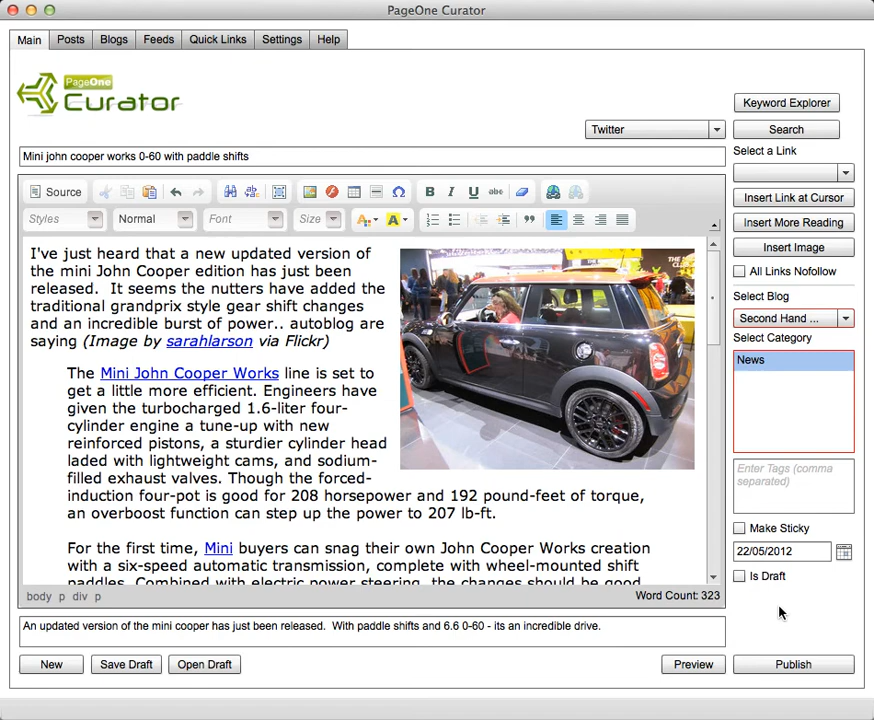 PageOne Curator
Main Posts Blogs Feeds Quick Links Settings Help
PageOne
Curator
Keyword Explorer
Twitter
Search
Select a Link
Mini john cooper works 0-60 with paddle shifts
Source
B I U abc
Styles Normal Font Size A A
Insert Link at Cursor
Insert More Reading
Insert Image
All Links Nofollow
Select Blog
Second Hand ...
Select Category
News
I've just heard that a new updated version of
the mini John Cooper edition has just been
released.  It seems the nutters have added the
traditional grandprix style gear shift changes
and an incredible burst of power.. autoblog are
saying (Image by sarahlarson via Flickr)
The Mini John Cooper Works line is set to
get a little more efficient. Engineers have
given the turbocharged 1.6-liter four-
cylinder engine a tune-up with new
reinforced pistons, a sturdier cylinder head
laded with lightweight cams, and sodium-
filled exhaust valves. Though the forced-
induction four-pot is good for 208 horsepower and 192 pound-feet of torque,
an overboost function can step up the power to 207 lb-ft.
For the first time, Mini buyers can snag their own John Cooper Works creation
with a six-speed automatic transmission, complete with wheel-mounted shift
paddles. Combined with electric power steering, the changes should be good
Enter Tags (comma
separated)
Make Sticky
22/05/2012
Is Draft
body p div p
Word Count: 323
An updated version of the mini cooper has just been released.  With paddle shifts and 6.6 0-60 - its an incredible drive.
New Save Draft Open Draft Preview Publish